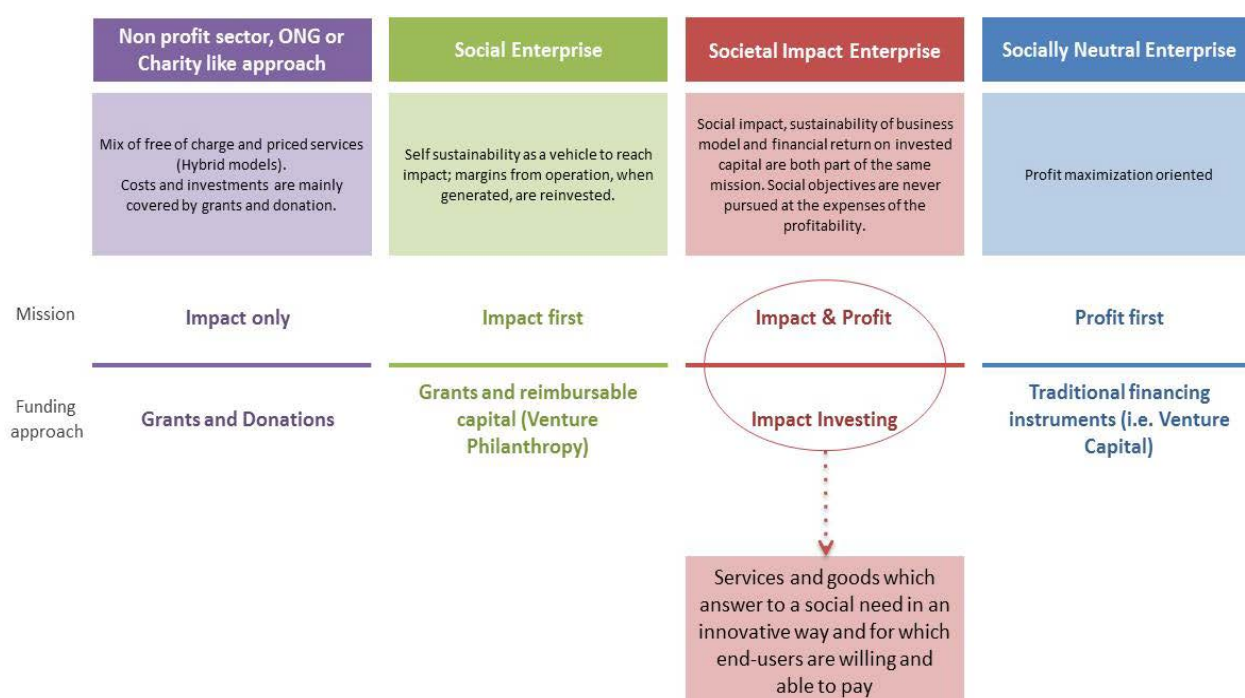 Non profit sector, ONG or
Charity like approach
Social Enterprise
Societal Impact Enterprise
Socially Neutral Enterprise
Mix of free of charge and priced services
(Hybrid models).
Costs and investments are mainly
covered by grants and donation.
Self sustainability as a vehicle to reach
impact; margins from operation, when
generated, are reinvested.
Social impact, sustainability of business
model and financial return on invested
capital are both part of the same
mission. Social objectives are never
pursued at the expenses of the
profitability.
Profit maximization oriented
Mission
Impact only
Impact first
Impact & Profit
Profit first
Funding
approach
Grants and Donations
Grants and reimbursable
capital (Venture
Philanthropy)
Impact Investing
Traditional financing
instruments (i.e. Venture
Capital)
Services and goods which
answer to a social need in an
innovative way and for which
end-users are willing and
able to pay